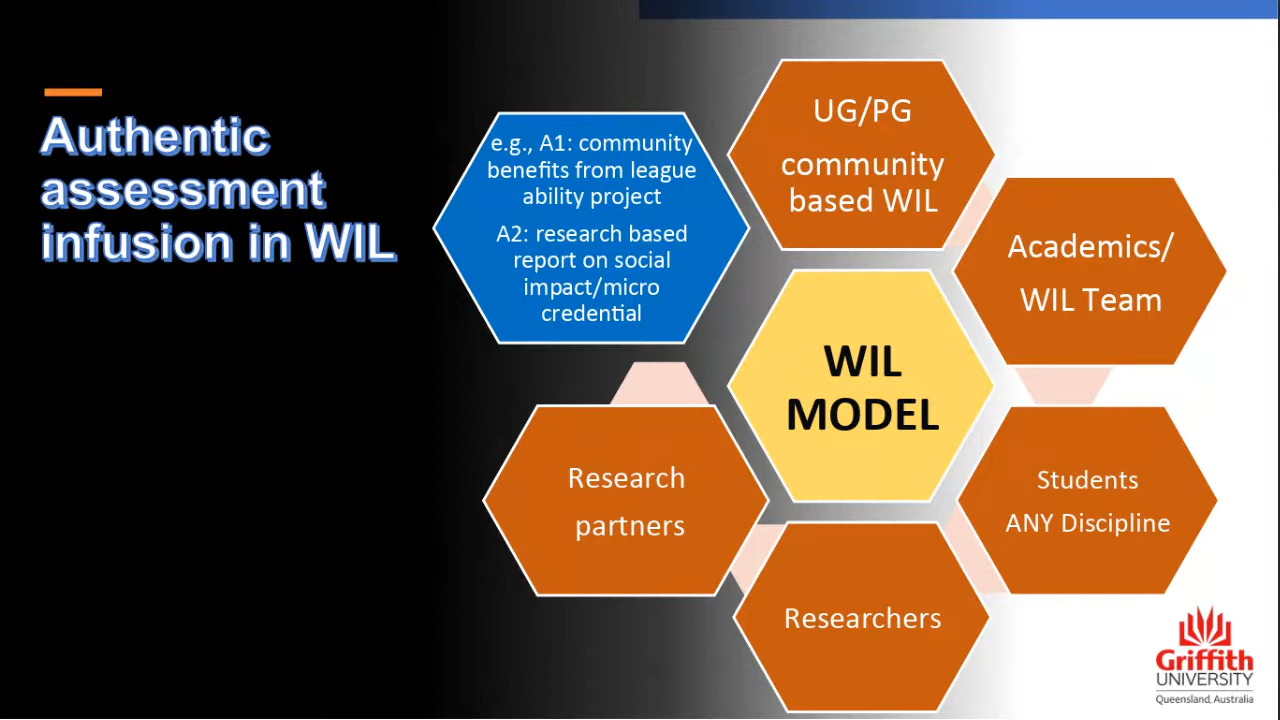 Authentic
assessment
infusion in WIL
e.g., A1: community
benefits from league
ability project
A2: research based
report on social
impact/micro
credential
UG/PG
community
based WIL
Academics/
WIL Team
WIL
MODEL
Research
partners
Students
ANY Discipline
Researchers
Griffith
UNIVERSITY
Queensland, Australia